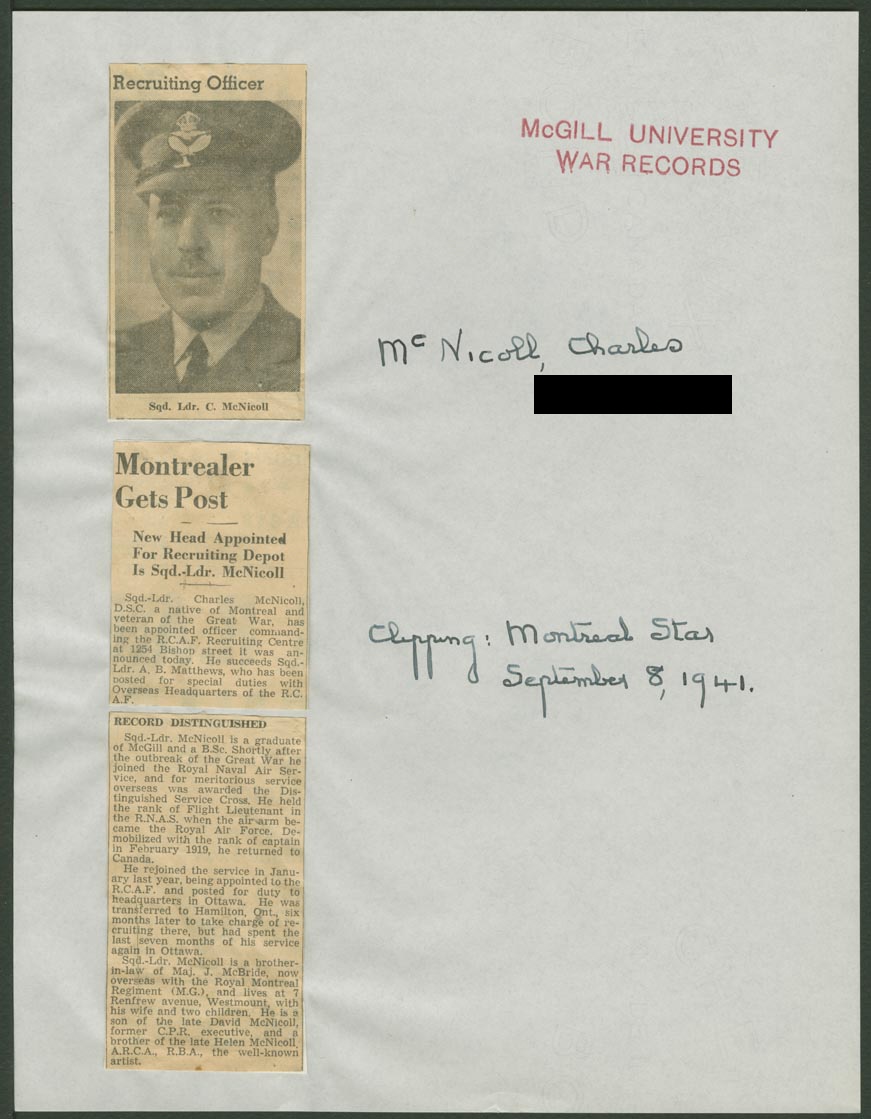 Recruiting Officer
Sqd. Ldr. C. McNicoll
McGILL UNIVERSITY
WAR RECORDS
McNicoll, Charles
Montrealer
Gets Post
New Head Appointed
For Recruiting Depot
Is Sqd.-Ldr. McNicoll
Sqd.-Ldr. Charles McNicoll,
D.S.C. a native of Montreal and
veteran of the Great War, has
been appointed officer command-
ing the R.C.A.F. Recruiting Centre
at 1254 Bishop street it was an-
nounced today. He succeeds Sqd.-
Ldr. A. B. Matthews, who has been
posted for special duties with
Overseas Headquarters of the R.C.
A.F.
Clipping: Montreal Star
September 8, 1941.
RECORD DISTINGUISHED
Sqd.-Ldr. McNicoll is a graduate
of McGill and a B.Sc. Shortly after
the outbreak of the Great War he
joined the Royal Naval Air Ser-
vice, and for meritorious service
overseas was awarded the Dis-
tinguished Service Cross. He held
the rank of Flight Lieutenant in
the R.N.A.S. when the air arm be-
came the Royal Air Force. De-
mobilized with the rank of captain
in February 1919, he returned to
Canada.
He rejoined the service in Janu-
ary last year, being appointed to the
R.C.A.F. and posted for duty to
headquarters in Ottawa. He was
transferred to Hamilton, Ont., six
months later to take charge of re-
cruiting there, but had spent the
last seven months of his service
again in Ottawa.
Sqd.-Ldr. McNicoll is a brother-
in-law of Maj. J. McBride, now
overseas with the Royal Montreal
Regiment (M.G.), and lives at 7
Renfrew avenue, Westmount, with
his wife and two children. He is a
son of the late David McNicoll,
former C.P.R. executive, and a
brother of the late Helen McNicoll
A.R.C.A., R.B.A., the well-known
artist.